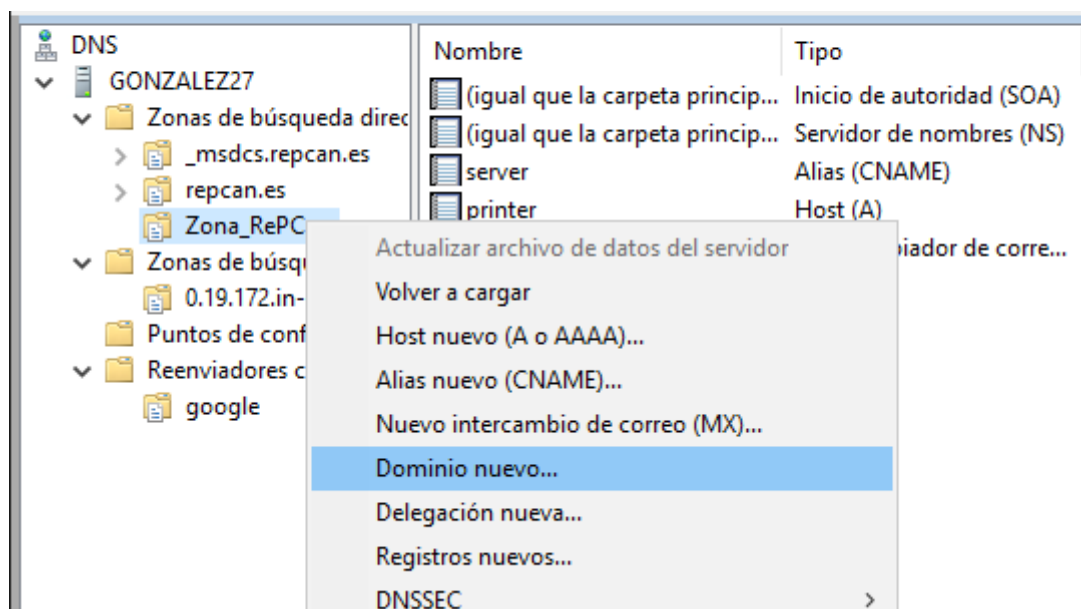 DNS
GONZALEZ27
Zonas de búsqueda direc
_msdcs.repcan.es
repcan.es
Zona_RePC
Zonas de búsqu
0.19.172.in-
Puntos de conf
Reenviadores c
google
Nombre Tipo
(igual que la carpeta princip... Inicio de autoridad (SOA)
(igual que la carpeta princip... Servidor de nombres (NS)
server Alias (CNAME)
printer Host (A)
iador de corre...
Actualizar archivo de datos del servidor
Volver a cargar
Host nuevo (A o AAAA)...
Alias nuevo (CNAME)...
Nuevo intercambio de correo (MX)...
Dominio nuevo...
Delegación nueva...
Registros nuevos...
DNSSEC